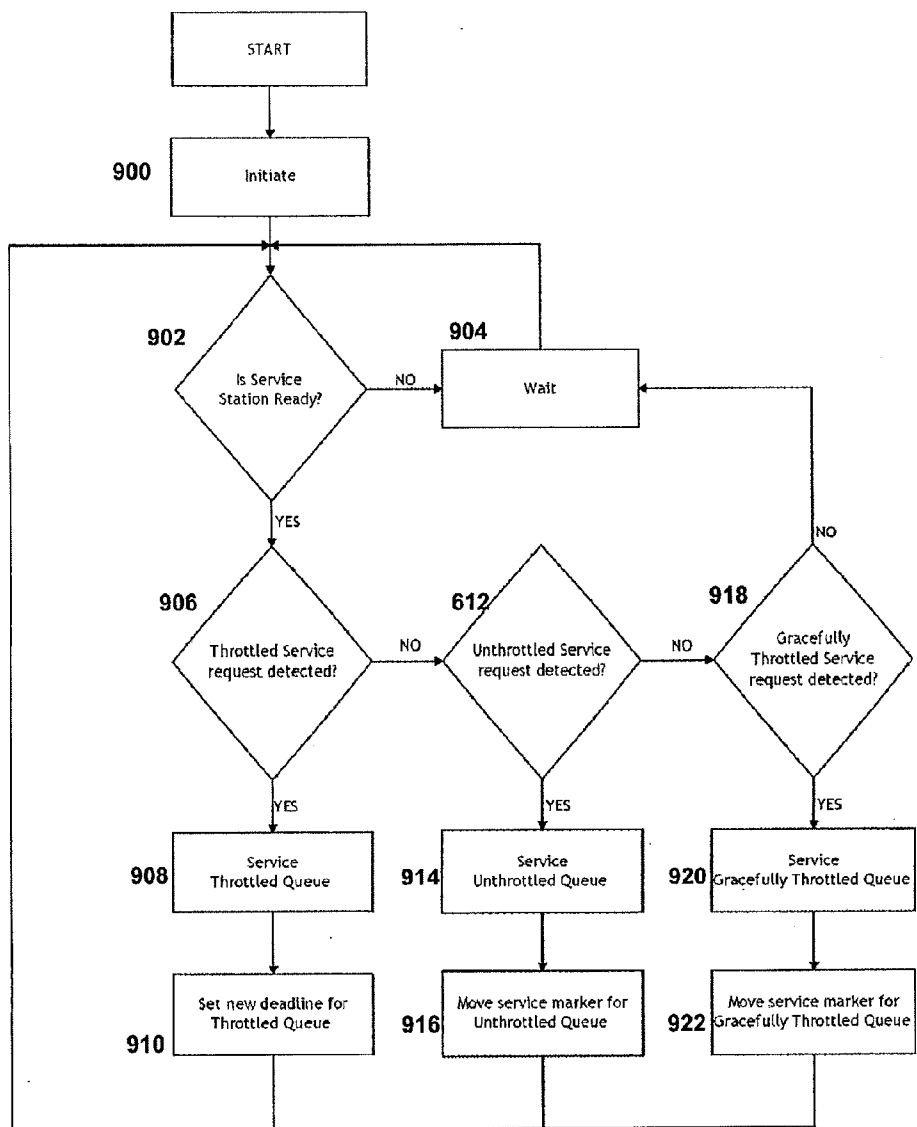 START
900
Initiate
902
Is Service
Station Ready?
NO
904
Wait
YES
906
Throttled Service
request detected?
NO
612
Unthrottled Service
request detected?
NO
918
Gracefully
Throttled Service
request detected?
NO
YES
YES
YES
908
Service
Throttled Queue
914
Service
Unthrottled Queue
920
Service
Gracefully Throttled Queue
910
Set new deadline for
Throttled Queue
916
Move service marker for
Unthrottled Queue
922
Move service marker for
Gracefully Throttled Queue